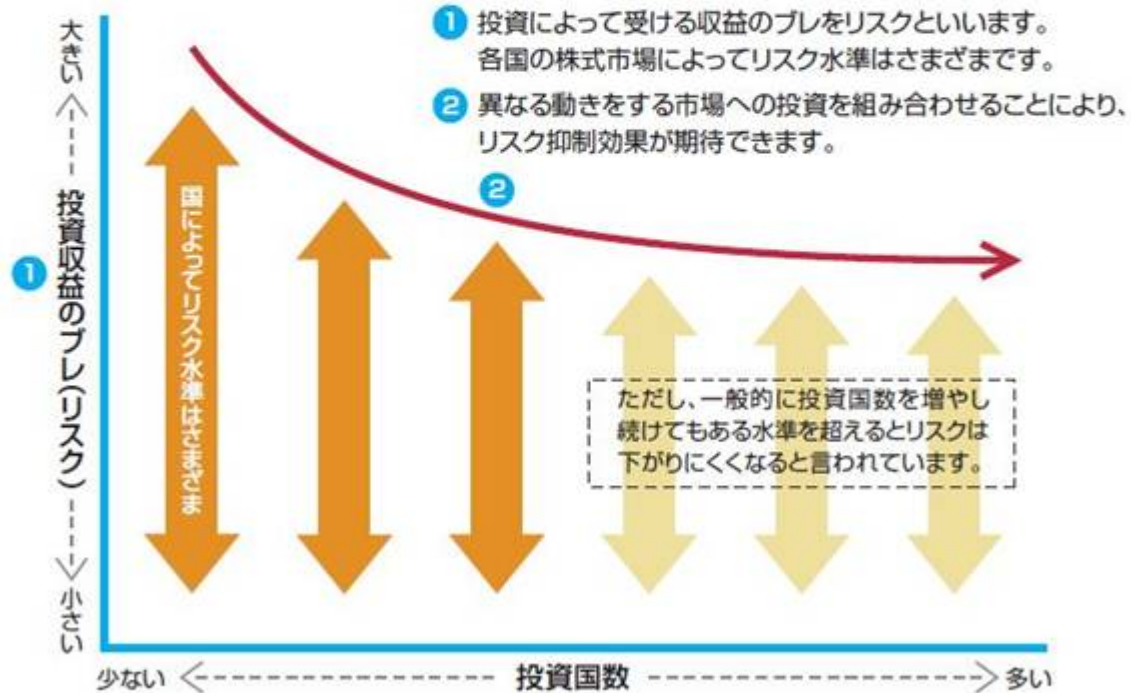 ① 投資によって受ける収益のブレをリスクといいます。
各国の株式市場によってリスク水準はさまざまです。
② 異なる動きをする市場への投資を組み合わせることにより、
リスク抑制効果が期待できます。
大きい
① 投資収益のブレ(リスク)
小さい
国によってリスク水準はさまざま
②
ただし、一般的に投資国数を増やし
続けてもある水準を超えるとリスクは
下がりにくくなると言われています。
少ない 投資国数 多い